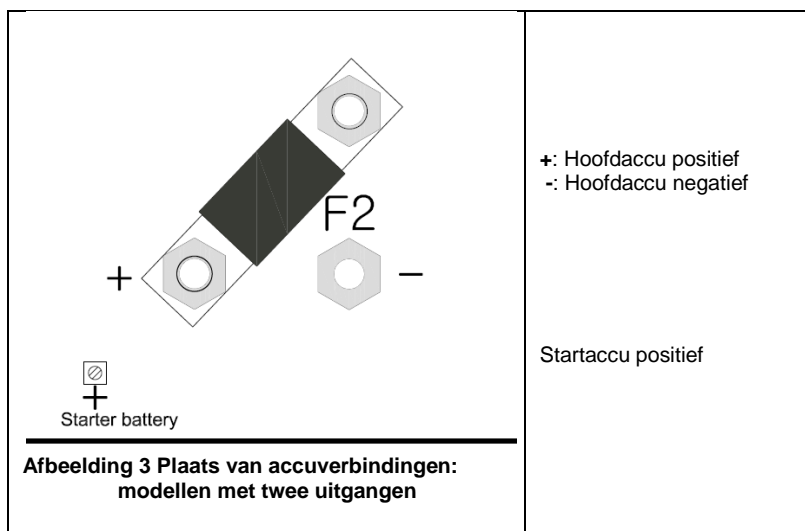 F2
+ -
+
Starter battery
Afbeelding 3 Plaats van accuverbindingen:
modellen met twee uitgangen
+: Hoofdaccu positief
-: Hoofdaccu negatief
Startaccu positief